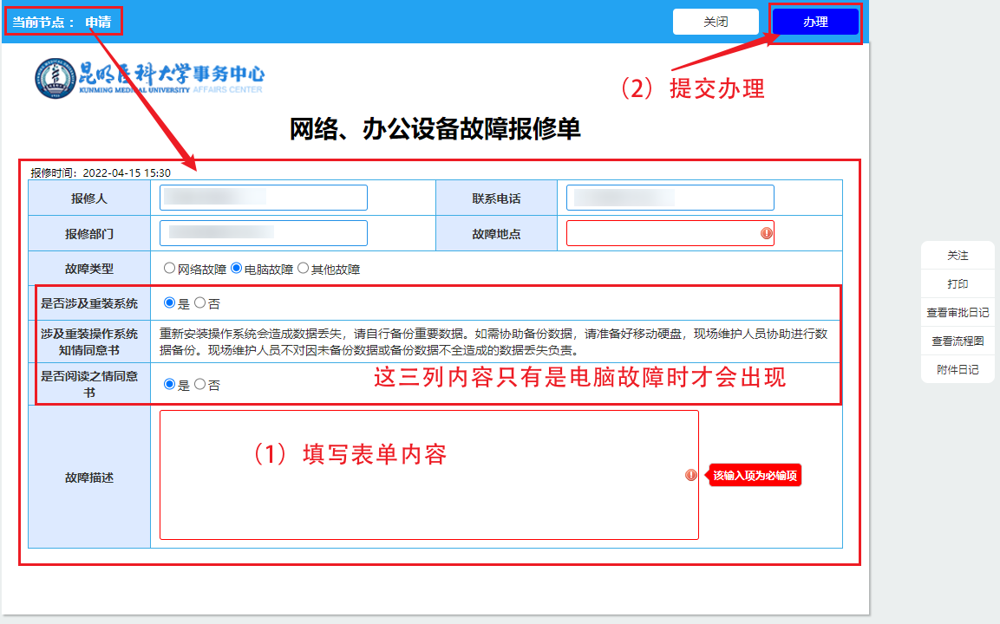 当前节点： 申请
关闭
办理
昆明医科大学事务中心
KUNMING MEDICAL UNIVERSITY AFFAIRS CENTER
（2）提交办理
网络、办公设备故障报修单
报修时间：2022-04-15 15:30
报修人
联系电话
报修部门
故障地点
故障类型
网络故障 电脑故障 其他故障
是否涉及重装系统
是 否
涉及重装操作系统
知情同意书
重新安装操作系统会造成数据丢失，请自行备份重要数据。如需协助备份数据，请准备好移动硬盘，现场维护人员协助进行数
据备份。现场维护人员不对因未备份数据或备份数据不全造成的数据丢失负责。
是否阅读之情同意
书
是 否
这三列内容只有是电脑故障时才会出现
故障描述
（1）填写表单内容
该输入项为必输项
关注
打印
查看审批日记
查看流程图
附件日记